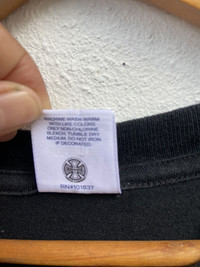 MACHINE WASH WARM
WITH LIKE COLORS
ONLY NON-CHLORINE
BLEACH, TUMBLE DRY
MEDIUM, DO NOT IRON
IF DECORATED.
RN#101837